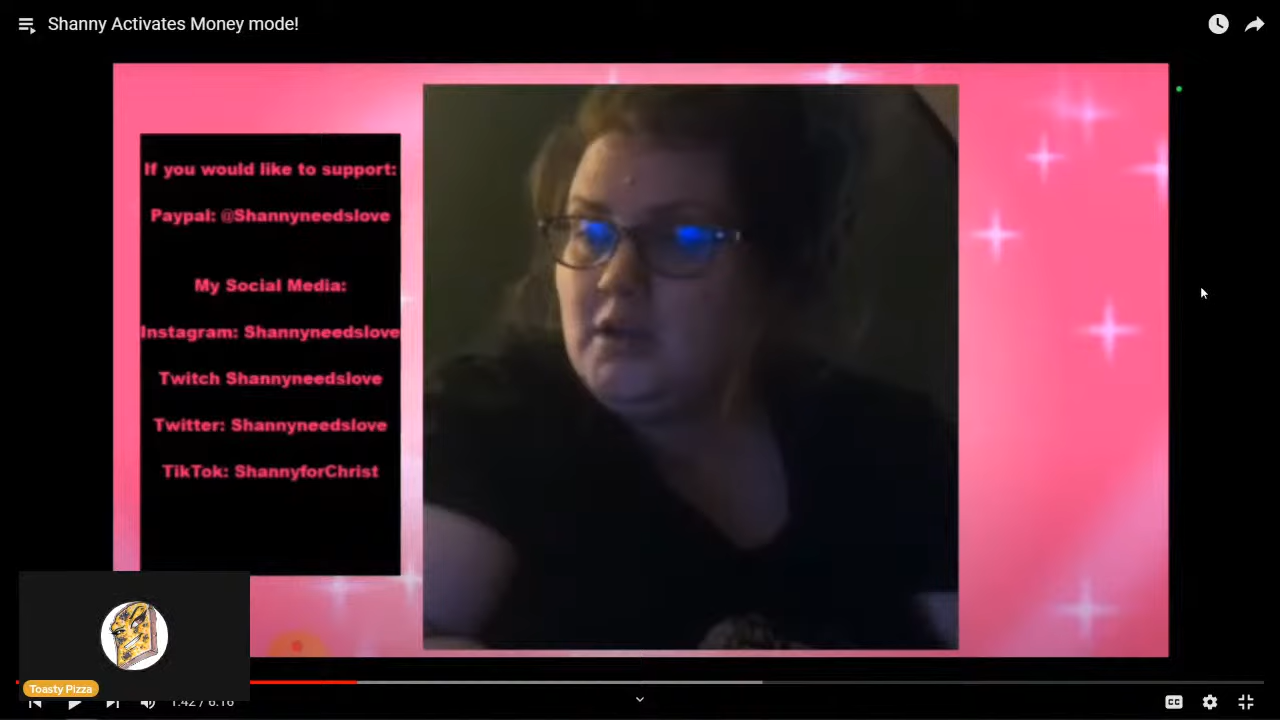 Shanny Activates Money mode!
If you would like to support:
Paypal: @Shannyneedslove
My Social Media:
Instagram: Shannyneedslove
Twitch Shannyneedslove
Twitter: Shannyneedslove
TikTok: ShannyforChrist
Toasty Pizza
1:42 / 6:16
CC